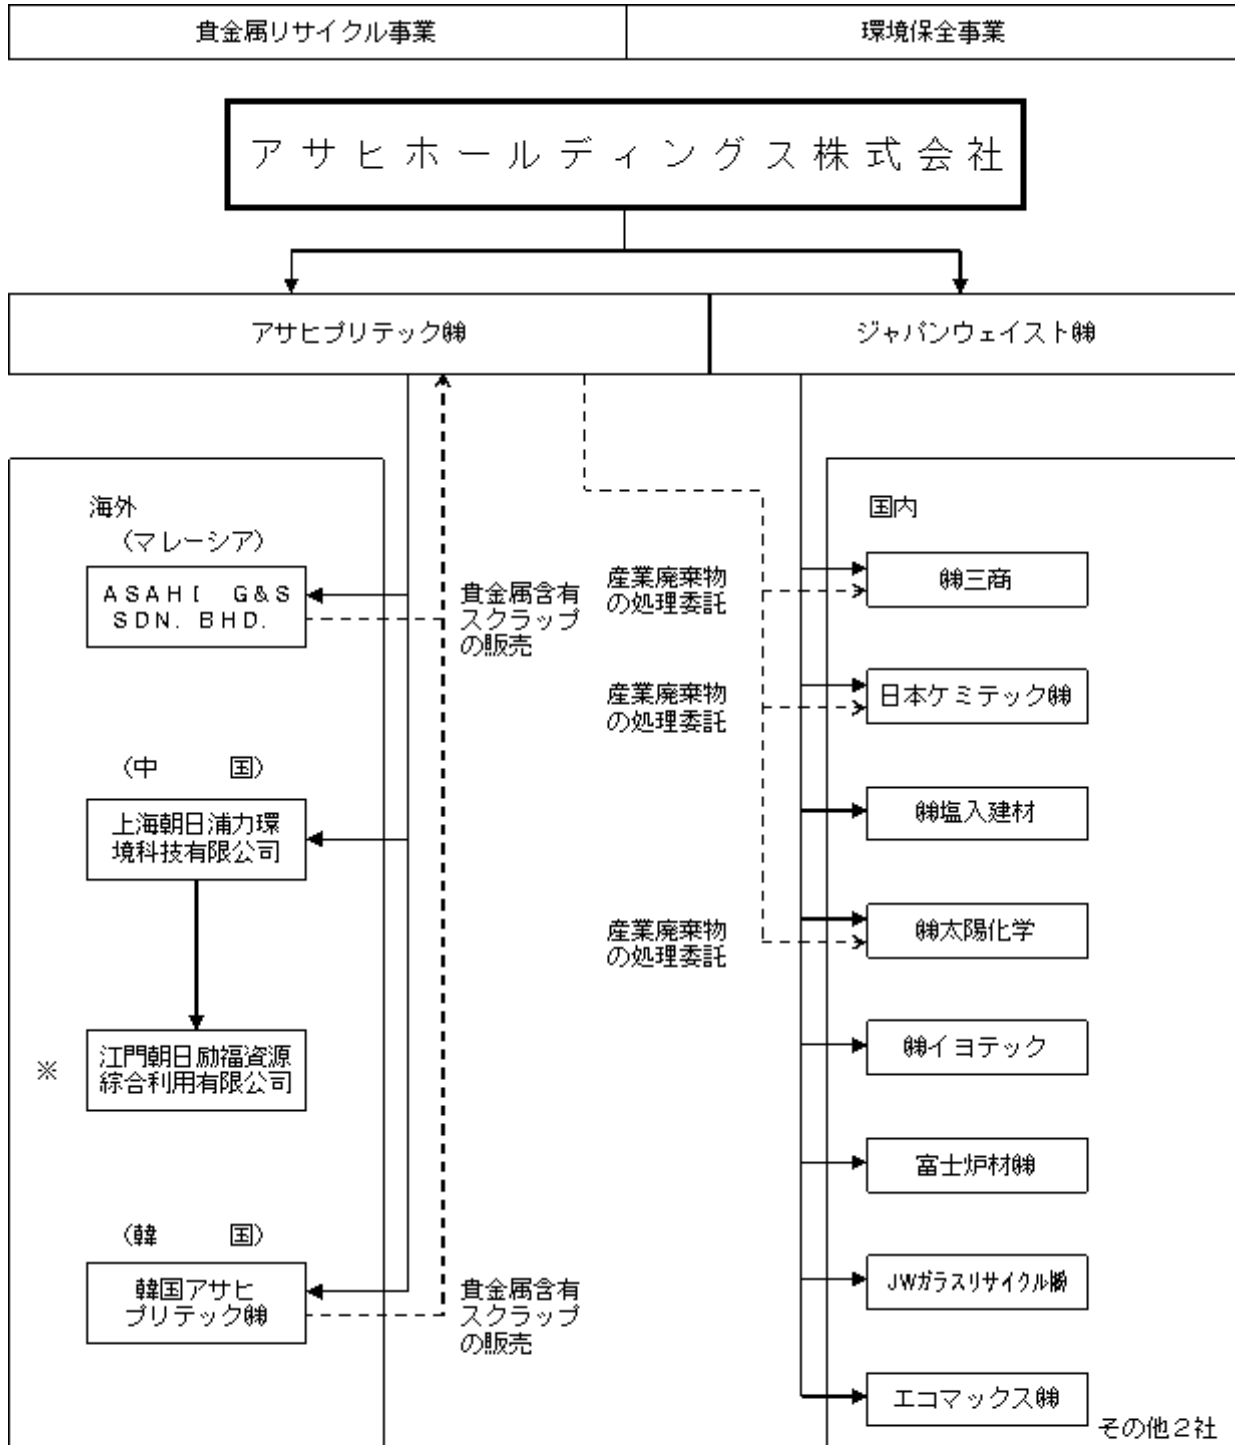 貴金属リサイクル事業
環境保全事業
アサヒホールディングス株式会社
アサヒプリテック㈱
ジャパンウェイスト㈱
海外
（マレーシア）
ASAHI G&S
SDN. BHD.
貴金属含有
スクラップ
の販売
（中　　国）
上海朝日浦力環
境科技有限公司
※
江門朝日励福資源
綜合利用有限公司
（韓　　国）
韓国アサヒ
プリテック㈱
貴金属含有
スクラップ
の販売
国内
産業廃棄物
の処理委託
㈱三商
産業廃棄物
の処理委託
日本ケミテック㈱
㈱塩入建材
産業廃棄物
の処理委託
㈱太陽化学
㈱イヨテック
富士炉材㈱
JWガラスリサイクル㈱
エコマックス㈱
その他２社